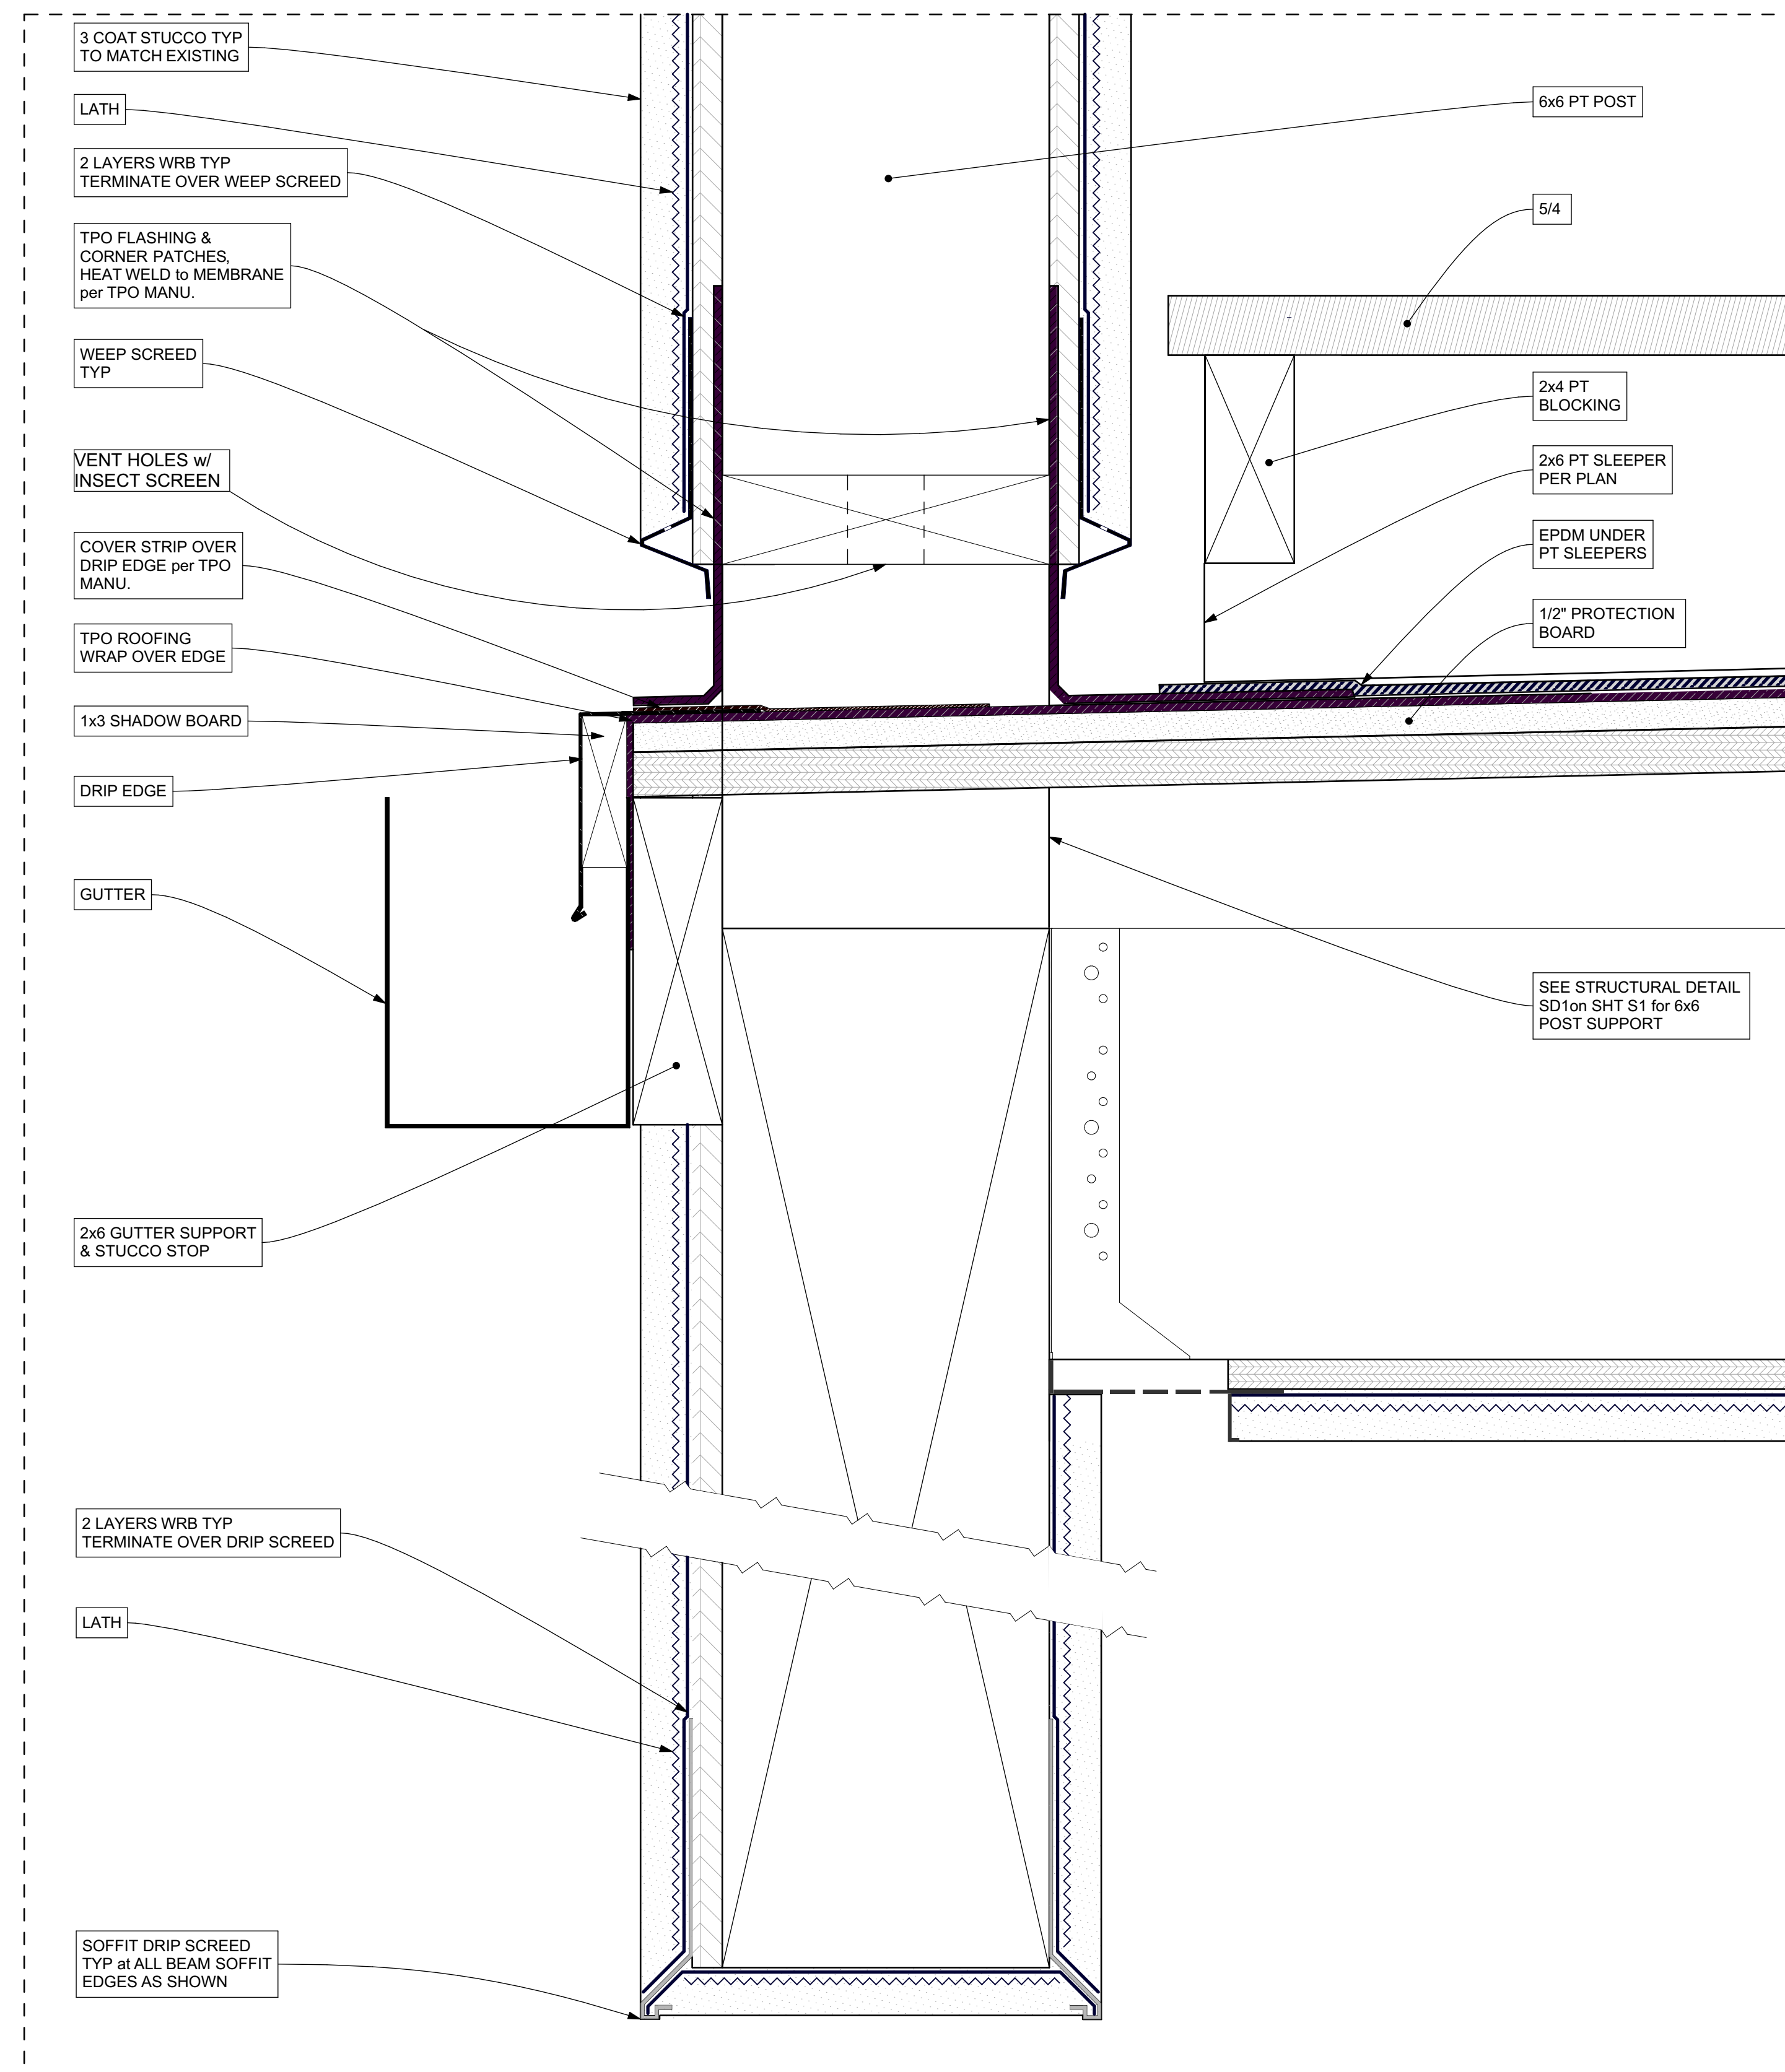 3 COAT STUCCO TYP
TO MATCH EXISTING
LATH
2 LAYERS WRB TYP
TERMINATE OVER WEEP SCREED
TPO FLASHING &
CORNER PATCHES,
HEAT WELD to MEMBRANE
per TPO MANU.
WEEP SCREED
TYP
VENT HOLES w/
INSECT SCREEN
COVER STRIP OVER
DRIP EDGE per TPO
MANU.
TPO ROOFING
WRAP OVER EDGE
1x3 SHADOW BOARD
DRIP EDGE
GUTTER
2x6 GUTTER SUPPORT
& STUCCO STOP
2 LAYERS WRB TYP
TERMINATE OVER DRIP SCREED
LATH
SOFFIT DRIP SCREED
TYP at ALL BEAM SOFFIT
EDGES AS SHOWN
6x6 PT POST
5/4
2x4 PT
BLOCKING
2x6 PT SLEEPER
PER PLAN
EPDM UNDER
PT SLEEPERS
1/2" PROTECTION
BOARD
SEE STRUCTURAL DETAIL
SD1on SHT S1 for 6x6
POST SUPPORT